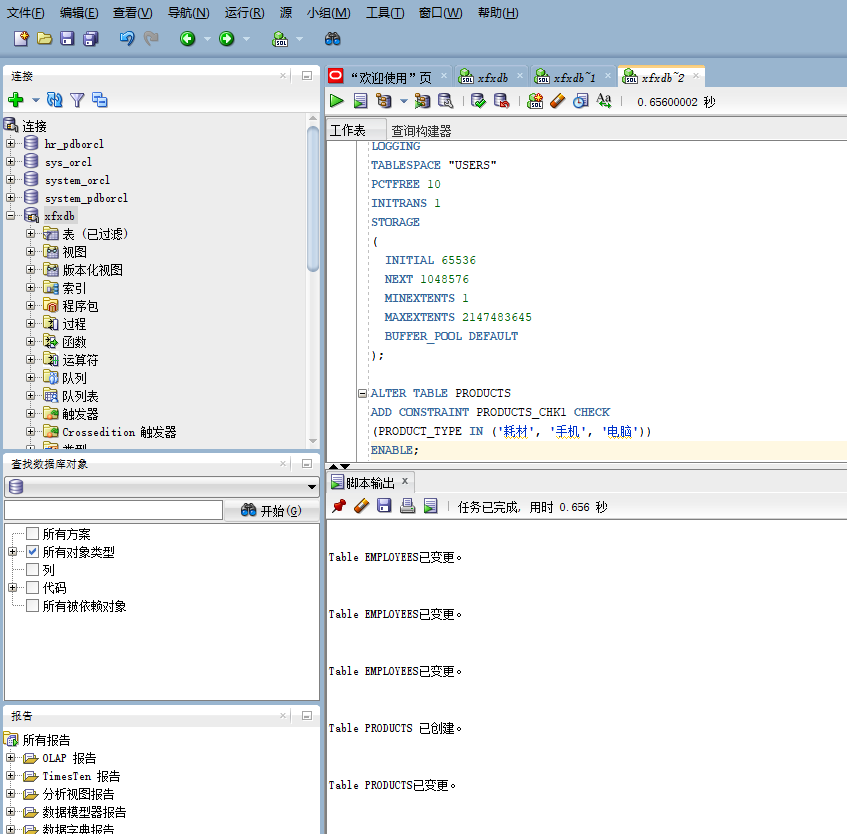 文件(F) 编辑(E) 查看(V) 导航(N) 运行(R) 源 小组(M) 工具(T) 窗口(W) 帮助(H)
连接
连接
hr_pdborcl
sys_orcl
system_orcl
system_pdborcl
xfxdb
表 (已过滤)
视图
版本化视图
索引
程序包
过程
函数
运算符
队列
队列表
触发器
Crossedition 触发器
类型
查找数据库对象
开始(G)
所有方案
所有对象类型
列
代码
所有被依赖对象
报告
所有报告
OLAP 报告
TimesTen 报告
分析视图报告
数据模型器报告
数据字典报告
“欢迎使用”页 xfxdb xfxdb~1 xfxdb~2
0.65600002 秒
工作表 查询构建器
LOGGING
TABLESPACE "USERS"
PCTFREE 10
INITRANS 1
STORAGE
(
INITIAL 65536
NEXT 1048576
MINEXTENTS 1
MAXEXTENTS 2147483645
BUFFER_POOL DEFAULT
);
ALTER TABLE PRODUCTS
ADD CONSTRAINT PRODUCTS_CHK1 CHECK
(PRODUCT_TYPE IN ('耗材', '手机', '电脑'))
ENABLE;
脚本输出
任务已完成, 用时 0.656 秒
Table EMPLOYEES已变更。
Table EMPLOYEES已变更。
Table EMPLOYEES已变更。
Table PRODUCTS 已创建。
Table PRODUCTS已变更。